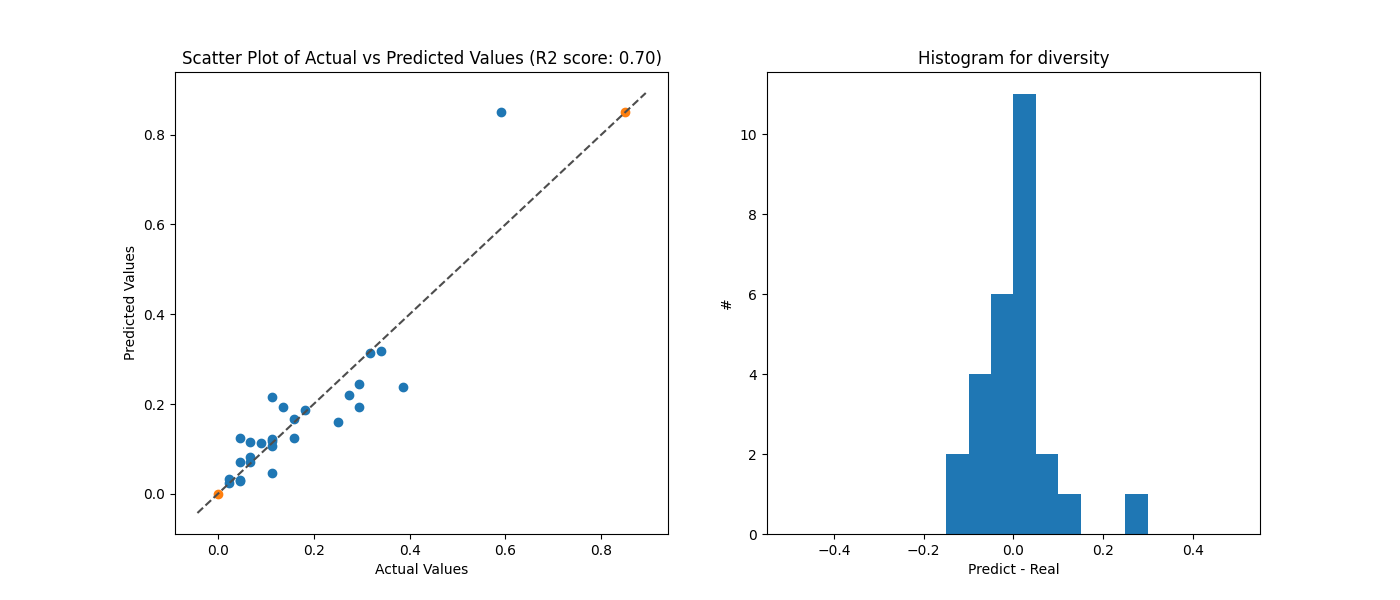 Scatter Plot of Actual vs Predicted Values (R2 score: 0.70)
Predicted Values
0.8
0.6
0.4
0.2
0.0
0.0 0.2 0.4 0.6 0.8
Actual Values
Histogram for diversity
#
10
8
6
4
2
0
−0.4 −0.2 0.0 0.2 0.4
Predict - Real